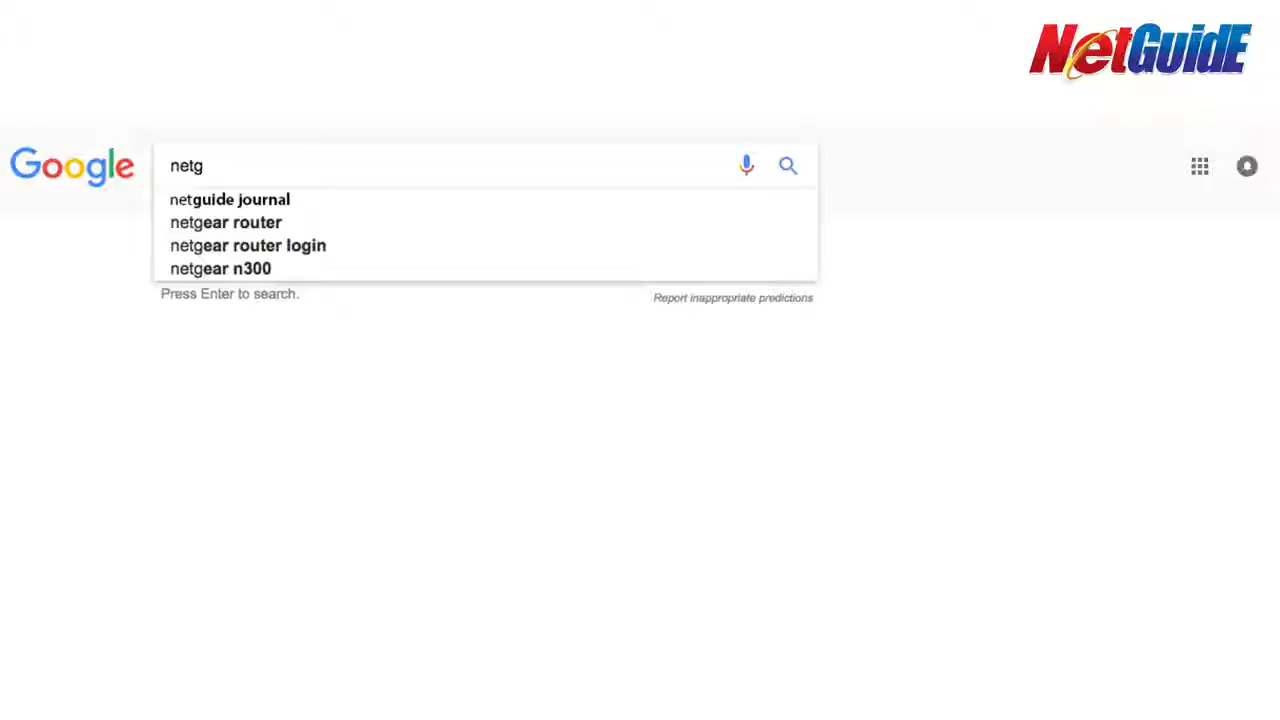 NetGuidE
Google
netg
netguide journal
netgear router
netgear router login
netgear n300
Press Enter to search.
Report inappropriate predictions